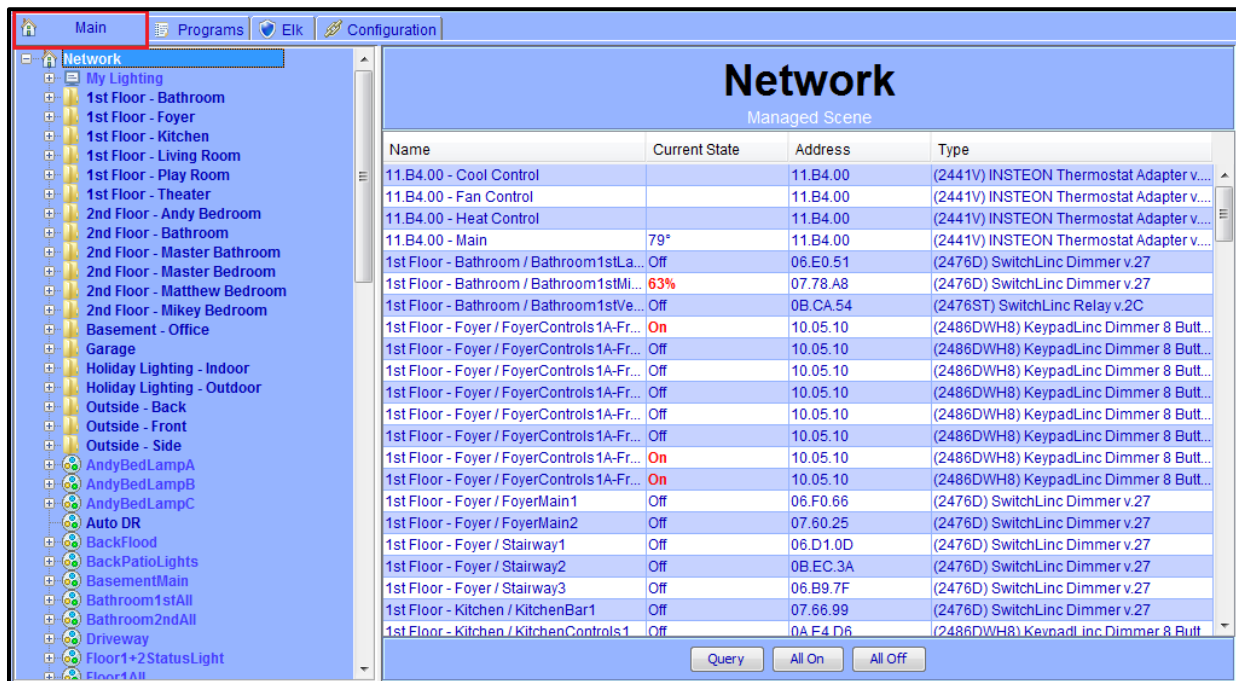 Main Programs Elk Configuration
Network
My Lighting
1st Floor - Bathroom
1st Floor - Foyer
1st Floor - Kitchen
1st Floor - Living Room
1st Floor - Play Room
1st Floor - Theater
2nd Floor - Andy Bedroom
2nd Floor - Bathroom
2nd Floor - Master Bathroom
2nd Floor - Master Bedroom
2nd Floor - Matthew Bedroom
2nd Floor - Mikey Bedroom
Basement - Office
Garage
Holiday Lighting - Indoor
Holiday Lighting - Outdoor
Outside - Back
Outside - Front
Outside - Side
AndyBedLampA
AndyBedLampB
AndyBedLampC
Auto DR
BackFlood
BackPatioLights
BasementMain
Bathroom1stAll
Bathroom2ndAll
Driveway
Floor1+2StatusLight
Floor1All
Network
Managed Scene
Name Current State Address Type
11.B4.00 - Cool Control 11.B4.00 (2441V) INSTEON Thermostat Adapter v....
11.B4.00 - Fan Control 11.B4.00 (2441V) INSTEON Thermostat Adapter v....
11.B4.00 - Heat Control 11.B4.00 (2441V) INSTEON Thermostat Adapter v....
11.B4.00 - Main 79° 11.B4.00 (2441V) INSTEON Thermostat Adapter v....
1st Floor - Bathroom / Bathroom1stLa... Off 06.E0.51 (2476D) SwitchLinc Dimmer v.27
1st Floor - Bathroom / Bathroom1stMi... 63% 07.78.A8 (2476D) SwitchLinc Dimmer v.27
1st Floor - Bathroom / Bathroom1stVe... Off 0B.CA.54 (2476ST) SwitchLinc Relay v.2C
1st Floor - Foyer / FoyerControls1A-Fr... On 10.05.10 (2486DWH8) KeypadLinc Dimmer 8 Butt...
1st Floor - Foyer / FoyerControls1A-Fr... Off 10.05.10 (2486DWH8) KeypadLinc Dimmer 8 Butt...
1st Floor - Foyer / FoyerControls1A-Fr... Off 10.05.10 (2486DWH8) KeypadLinc Dimmer 8 Butt...
1st Floor - Foyer / FoyerControls1A-Fr... Off 10.05.10 (2486DWH8) KeypadLinc Dimmer 8 Butt...
1st Floor - Foyer / FoyerControls1A-Fr... Off 10.05.10 (2486DWH8) KeypadLinc Dimmer 8 Butt...
1st Floor - Foyer / FoyerControls1A-Fr... Off 10.05.10 (2486DWH8) KeypadLinc Dimmer 8 Butt...
1st Floor - Foyer / FoyerControls1A-Fr... On 10.05.10 (2486DWH8) KeypadLinc Dimmer 8 Butt...
1st Floor - Foyer / FoyerControls1A-Fr... On 10.05.10 (2486DWH8) KeypadLinc Dimmer 8 Butt...
1st Floor - Foyer / FoyerMain1 Off 06.F0.66 (2476D) SwitchLinc Dimmer v.27
1st Floor - Foyer / FoyerMain2 Off 07.60.25 (2476D) SwitchLinc Dimmer v.27
1st Floor - Foyer / Stairway1 Off 06.D1.0D (2476D) SwitchLinc Dimmer v.27
1st Floor - Foyer / Stairway2 Off 0B.EC.3A (2476D) SwitchLinc Dimmer v.27
1st Floor - Foyer / Stairway3 Off 06.B9.7F (2476D) SwitchLinc Dimmer v.27
1st Floor - Kitchen / KitchenBar1 Off 07.66.99 (2476D) SwitchLinc Dimmer v.27
1st Floor - Kitchen / KitchenControls1 Off 0A.E4.D6 (2486DWH8) KeypadLinc Dimmer 8 Butt
Query All On All Off